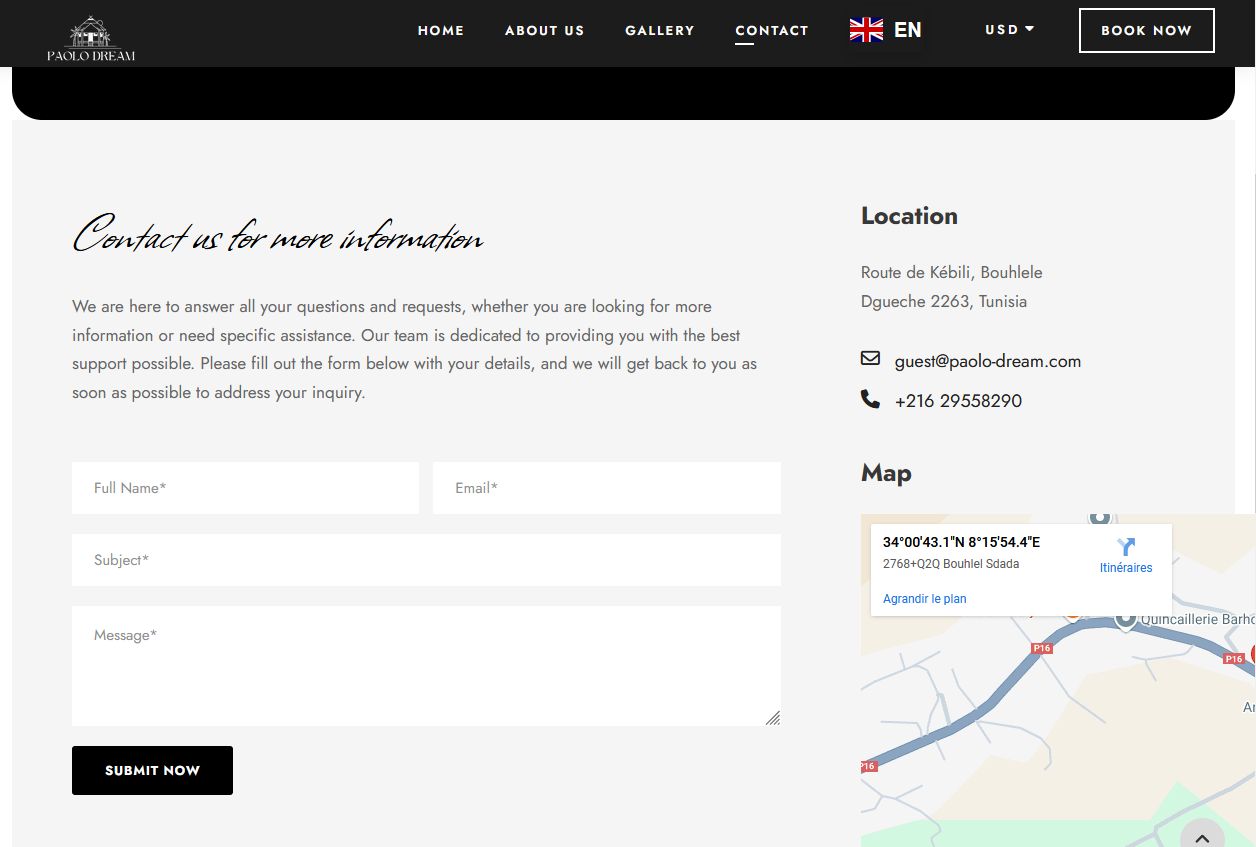 PAOLO DREAM
HOME
ABOUT US
GALLERY
CONTACT
EN
USD
BOOK NOW
Contact us for more information
We are here to answer all your questions and requests, whether you are looking for more
information or need specific assistance. Our team is dedicated to providing you with the best
support possible. Please fill out the form below with your details, and we will get back to you as
soon as possible to address your inquiry.
Full Name*
Email*
Subject*
Message*
SUBMIT NOW
Location
Route de Kébili, Bouhlele
Dgueche 2263, Tunisia
guest@paolo-dream.com
+216 29558290
Map
34°00'43.1"N 8°15'54.4"E
2768+Q2Q Bouhlel Sdada
Itinéraires
Agrandir le plan
Quincaillerie Barho
P16
P16
P16